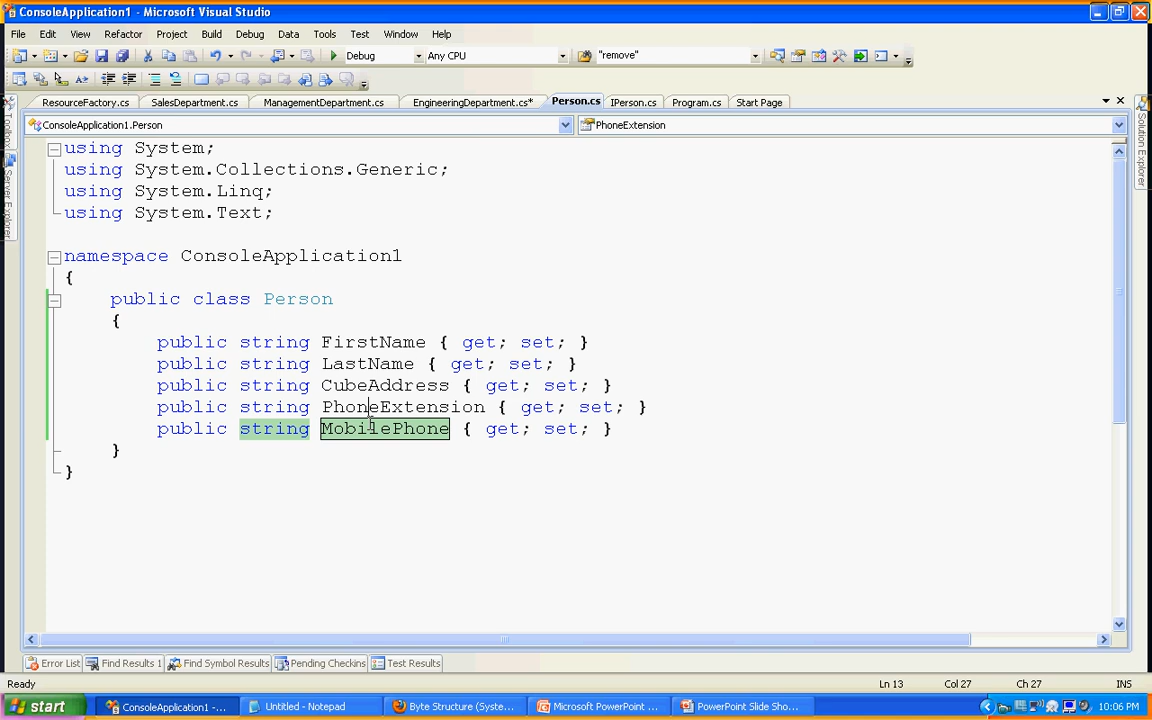 ConsoleApplication1 - Microsoft Visual Studio
File Edit View Refactor Project Build Debug Data Tools Test Window Help
Debug Any CPU "remove"
ResourceFactory.cs SalesDepartment.cs ManagementDepartment.cs EngineeringDepartment.cs* Person.cs IPerson.cs Program.cs Start Page
ConsoleApplication1.Person PhoneExtension
Toolbox
Server Explorer
Solution Explorer
using System;
using System.Collections.Generic;
using System.Linq;
using System.Text;
namespace ConsoleApplication1
{
public class Person
{
public string FirstName { get; set; }
public string LastName { get; set; }
public string CubeAddress { get; set; }
public string PhoneExtension { get; set; }
public string MobilePhone { get; set; }
}
}
Error List Find Results 1 Find Symbol Results Pending Checkins Test Results
Ready Ln 13 Col 27 Ch 27 INS
start ConsoleApplication1 - ... Untitled - Notepad Byte Structure (Syste... Microsoft PowerPoint ... PowerPoint Slide Sho... 10:06 PM